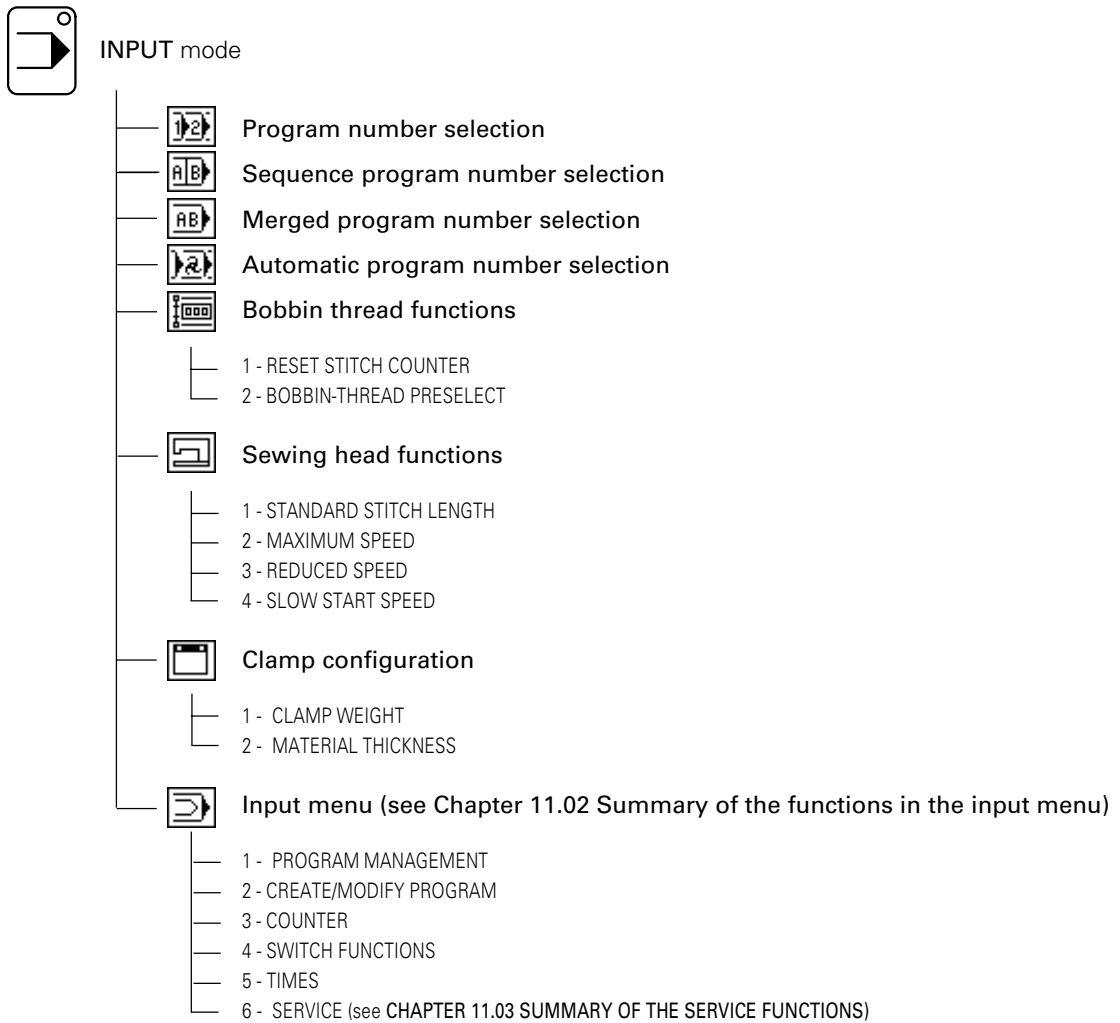 INPUT mode
1 2
Program number selection
A B
Sequence program number selection
AB
Merged program number selection
a
Automatic program number selection
Bobbin thread functions
1 - RESET STITCH COUNTER
2 - BOBBIN-THREAD PRESELECT
Sewing head functions
1 - STANDARD STITCH LENGTH
2 - MAXIMUM SPEED
3 - REDUCED SPEED
4 - SLOW START SPEED
Clamp configuration
1 - CLAMP WEIGHT
2 - MATERIAL THICKNESS
Input menu (see Chapter 11.02 Summary of the functions in the input menu)
1 - PROGRAM MANAGEMENT
2 - CREATE/MODIFY PROGRAM
3 - COUNTER
4 - SWITCH FUNCTIONS
5 - TIMES
6 - SERVICE (see CHAPTER 11.03 SUMMARY OF THE SERVICE FUNCTIONS)